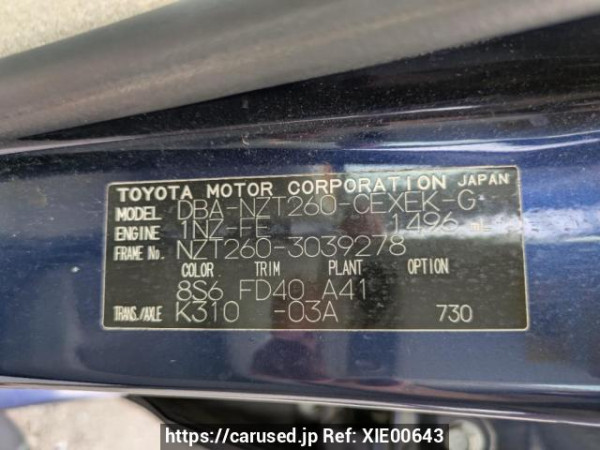 TOYOTA MOTOR CORPORATION JAPAN
MODEL DBA-NZT260-CEXEK-G
ENGINE 1NZ-FE 1496
FRAME No. NZT260-3039278
COLOR TRIM PLANT OPTION
8S6 FD40 A41
TRANS./AXLE K310 -03A 730
https://carused.jp Ref: XIE00643